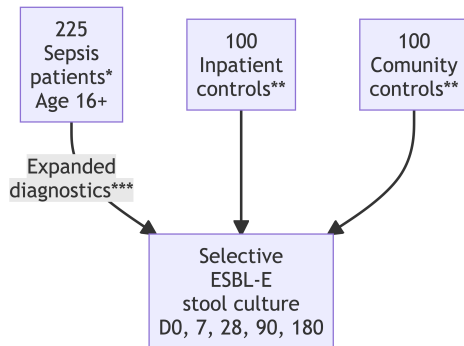 225
Sepsis
patients*
Age 16+
100
Inpatient
controls**
100
Comunity
controls**
Expanded
diagnostics***
Selective
ESBL-E
stool culture
D0, 7, 28, 90, 180